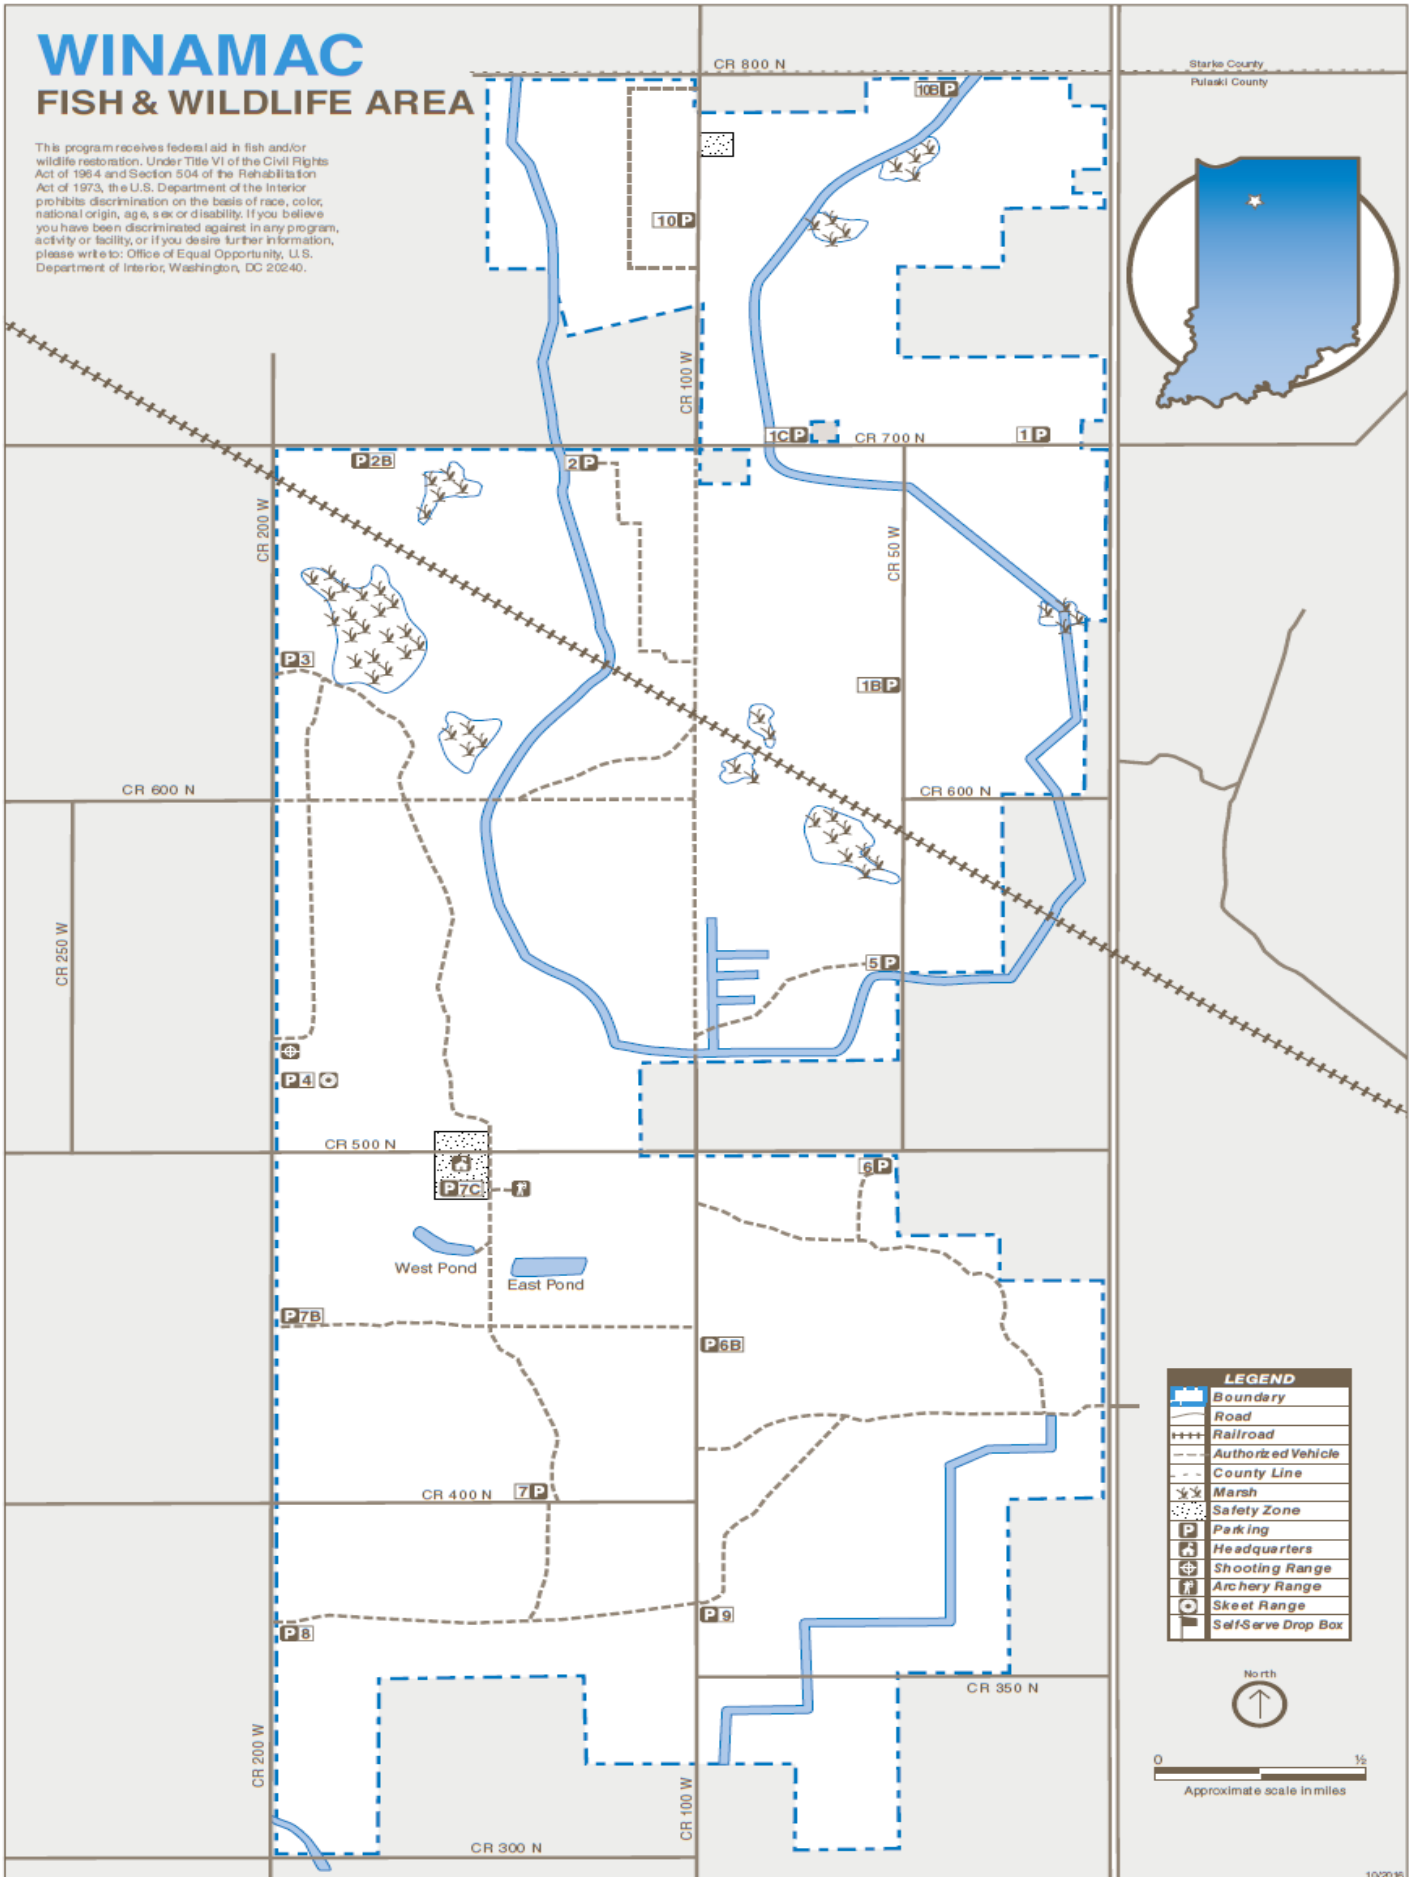 WINAMAC
FISH & WILDLIFE AREA
This program receives federal aid in fish and/or
wildlife restoration. Under Title VI of the Civil Rights
Act of 1964 and Section 504 of the Rehabilitation
Act of 1973, the U.S. Department of the Interior
prohibits discrimination on the basis of race, color,
national origin, age, sex or disability. If you believe
you have been discriminated against in any program,
activity or facility, or if you desire further information,
please write to: Office of Equal Opportunity, U.S.
Department of Interior, Washington, DC 20240.
CR 800 N
Starke County
Pulaski County
10B P
10 P
CR 100 W
1C P
CR 700 N
1 P
P 2B
2 P
CR 200 W
CR 50 W
P 3
1B P
CR 600 N
CR 600 N
CR 250 W
5 P
P 4
CR 500 N
6 P
P 7C
West Pond
East Pond
P 7B
P 6B
CR 400 N
7 P
P 9
P 8
CR 350 N
CR 200 W
CR 100 W
CR 300 N
LEGEND
Boundary
Road
Railroad
Authorized Vehicle
County Line
Marsh
Safety Zone
P Parking
Headquarters
Shooting Range
Archery Range
Skeet Range
Self-Serve Drop Box
North
0 ½
Approximate scale in miles
10/2016